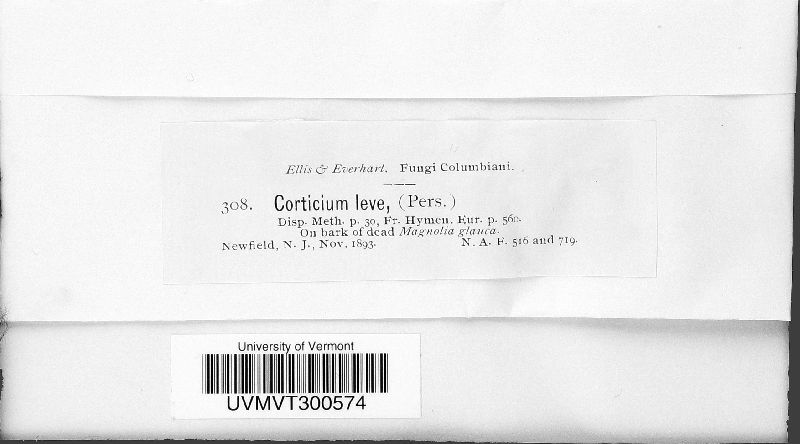 Ellis & Everhart. Fungi Columbiani.
308. Corticium leve, (Pers.)
Disp. Meth. p. 30, Fr. Hymen. Eur. p. 560.
On bark of dead Magnolia glauca.
Newfield, N. J., Nov. 1893. N. A. F. 516 and 719.
University of Vermont
UVMVT300574